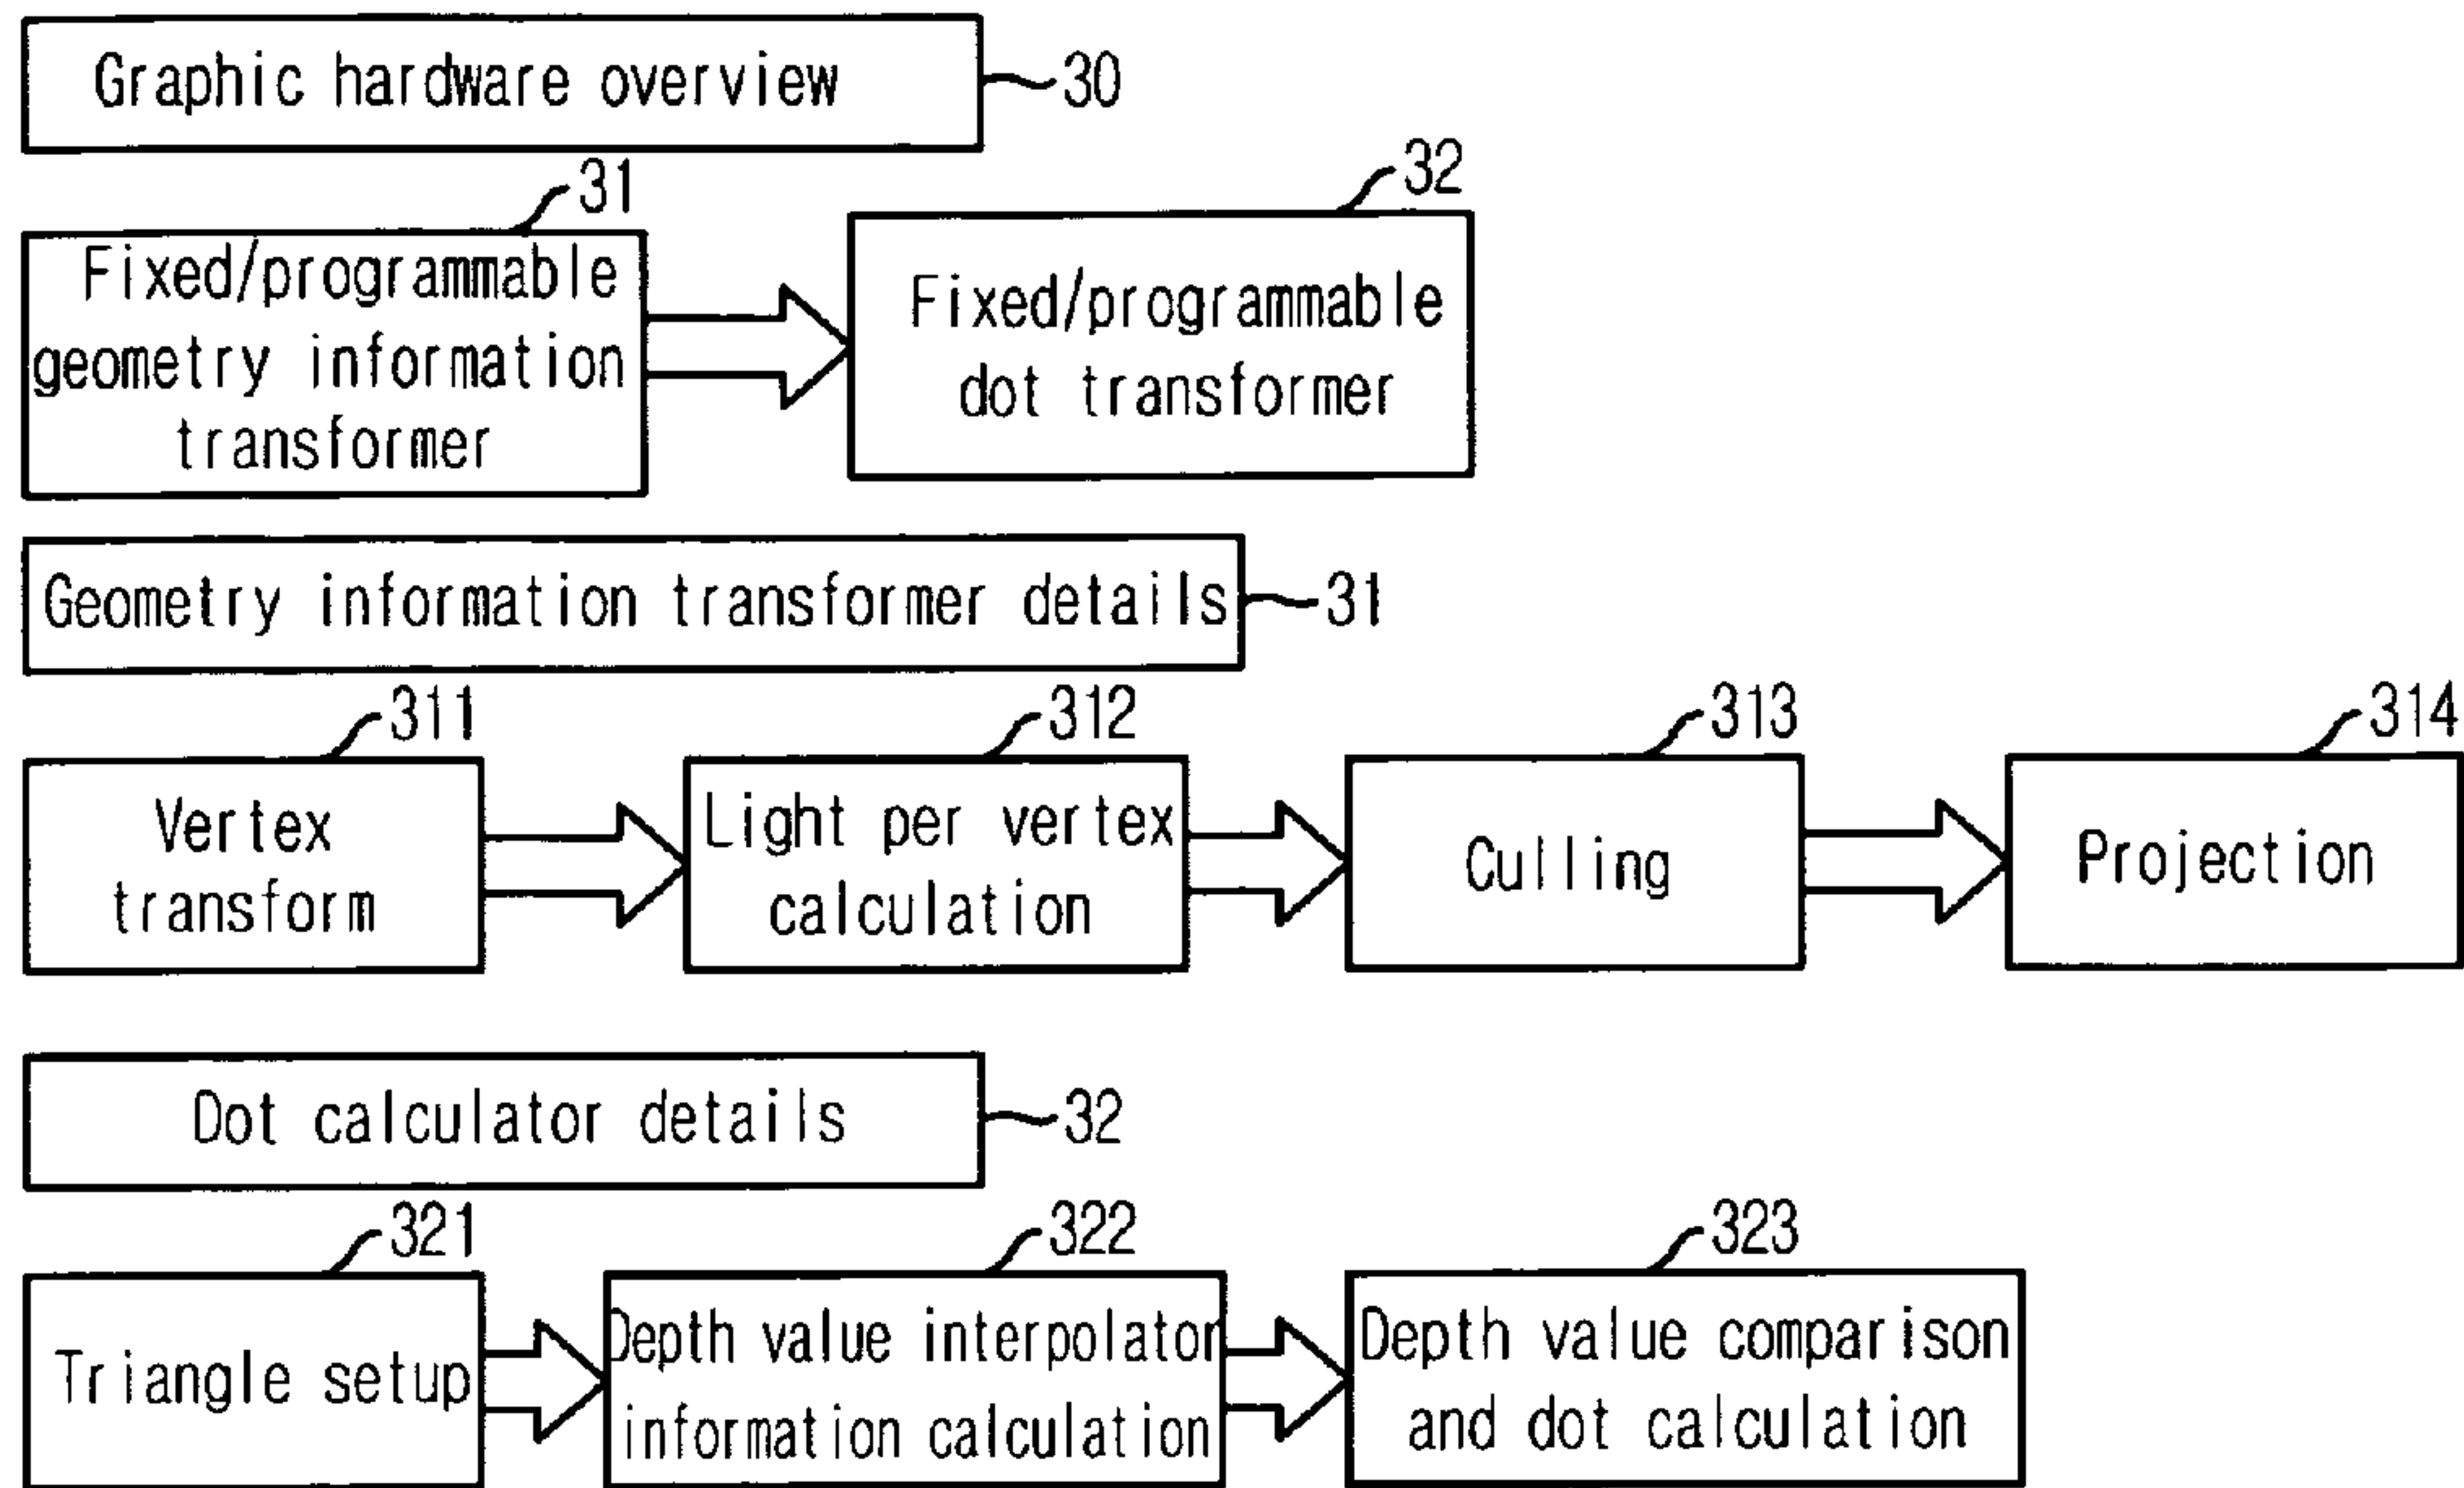 Graphic hardware overview
30
31
32
Fixed/programmable
geometry information
transformer
Fixed/programmable
dot transformer
Geometry information transformer details
31
311
312
313
314
Vertex
transform
Light per vertex
calculation
Culling
Projection
Dot calculator details
32
321
322
323
Triangle setup
Depth value interpolator
information calculation
Depth value comparison
and dot calculation